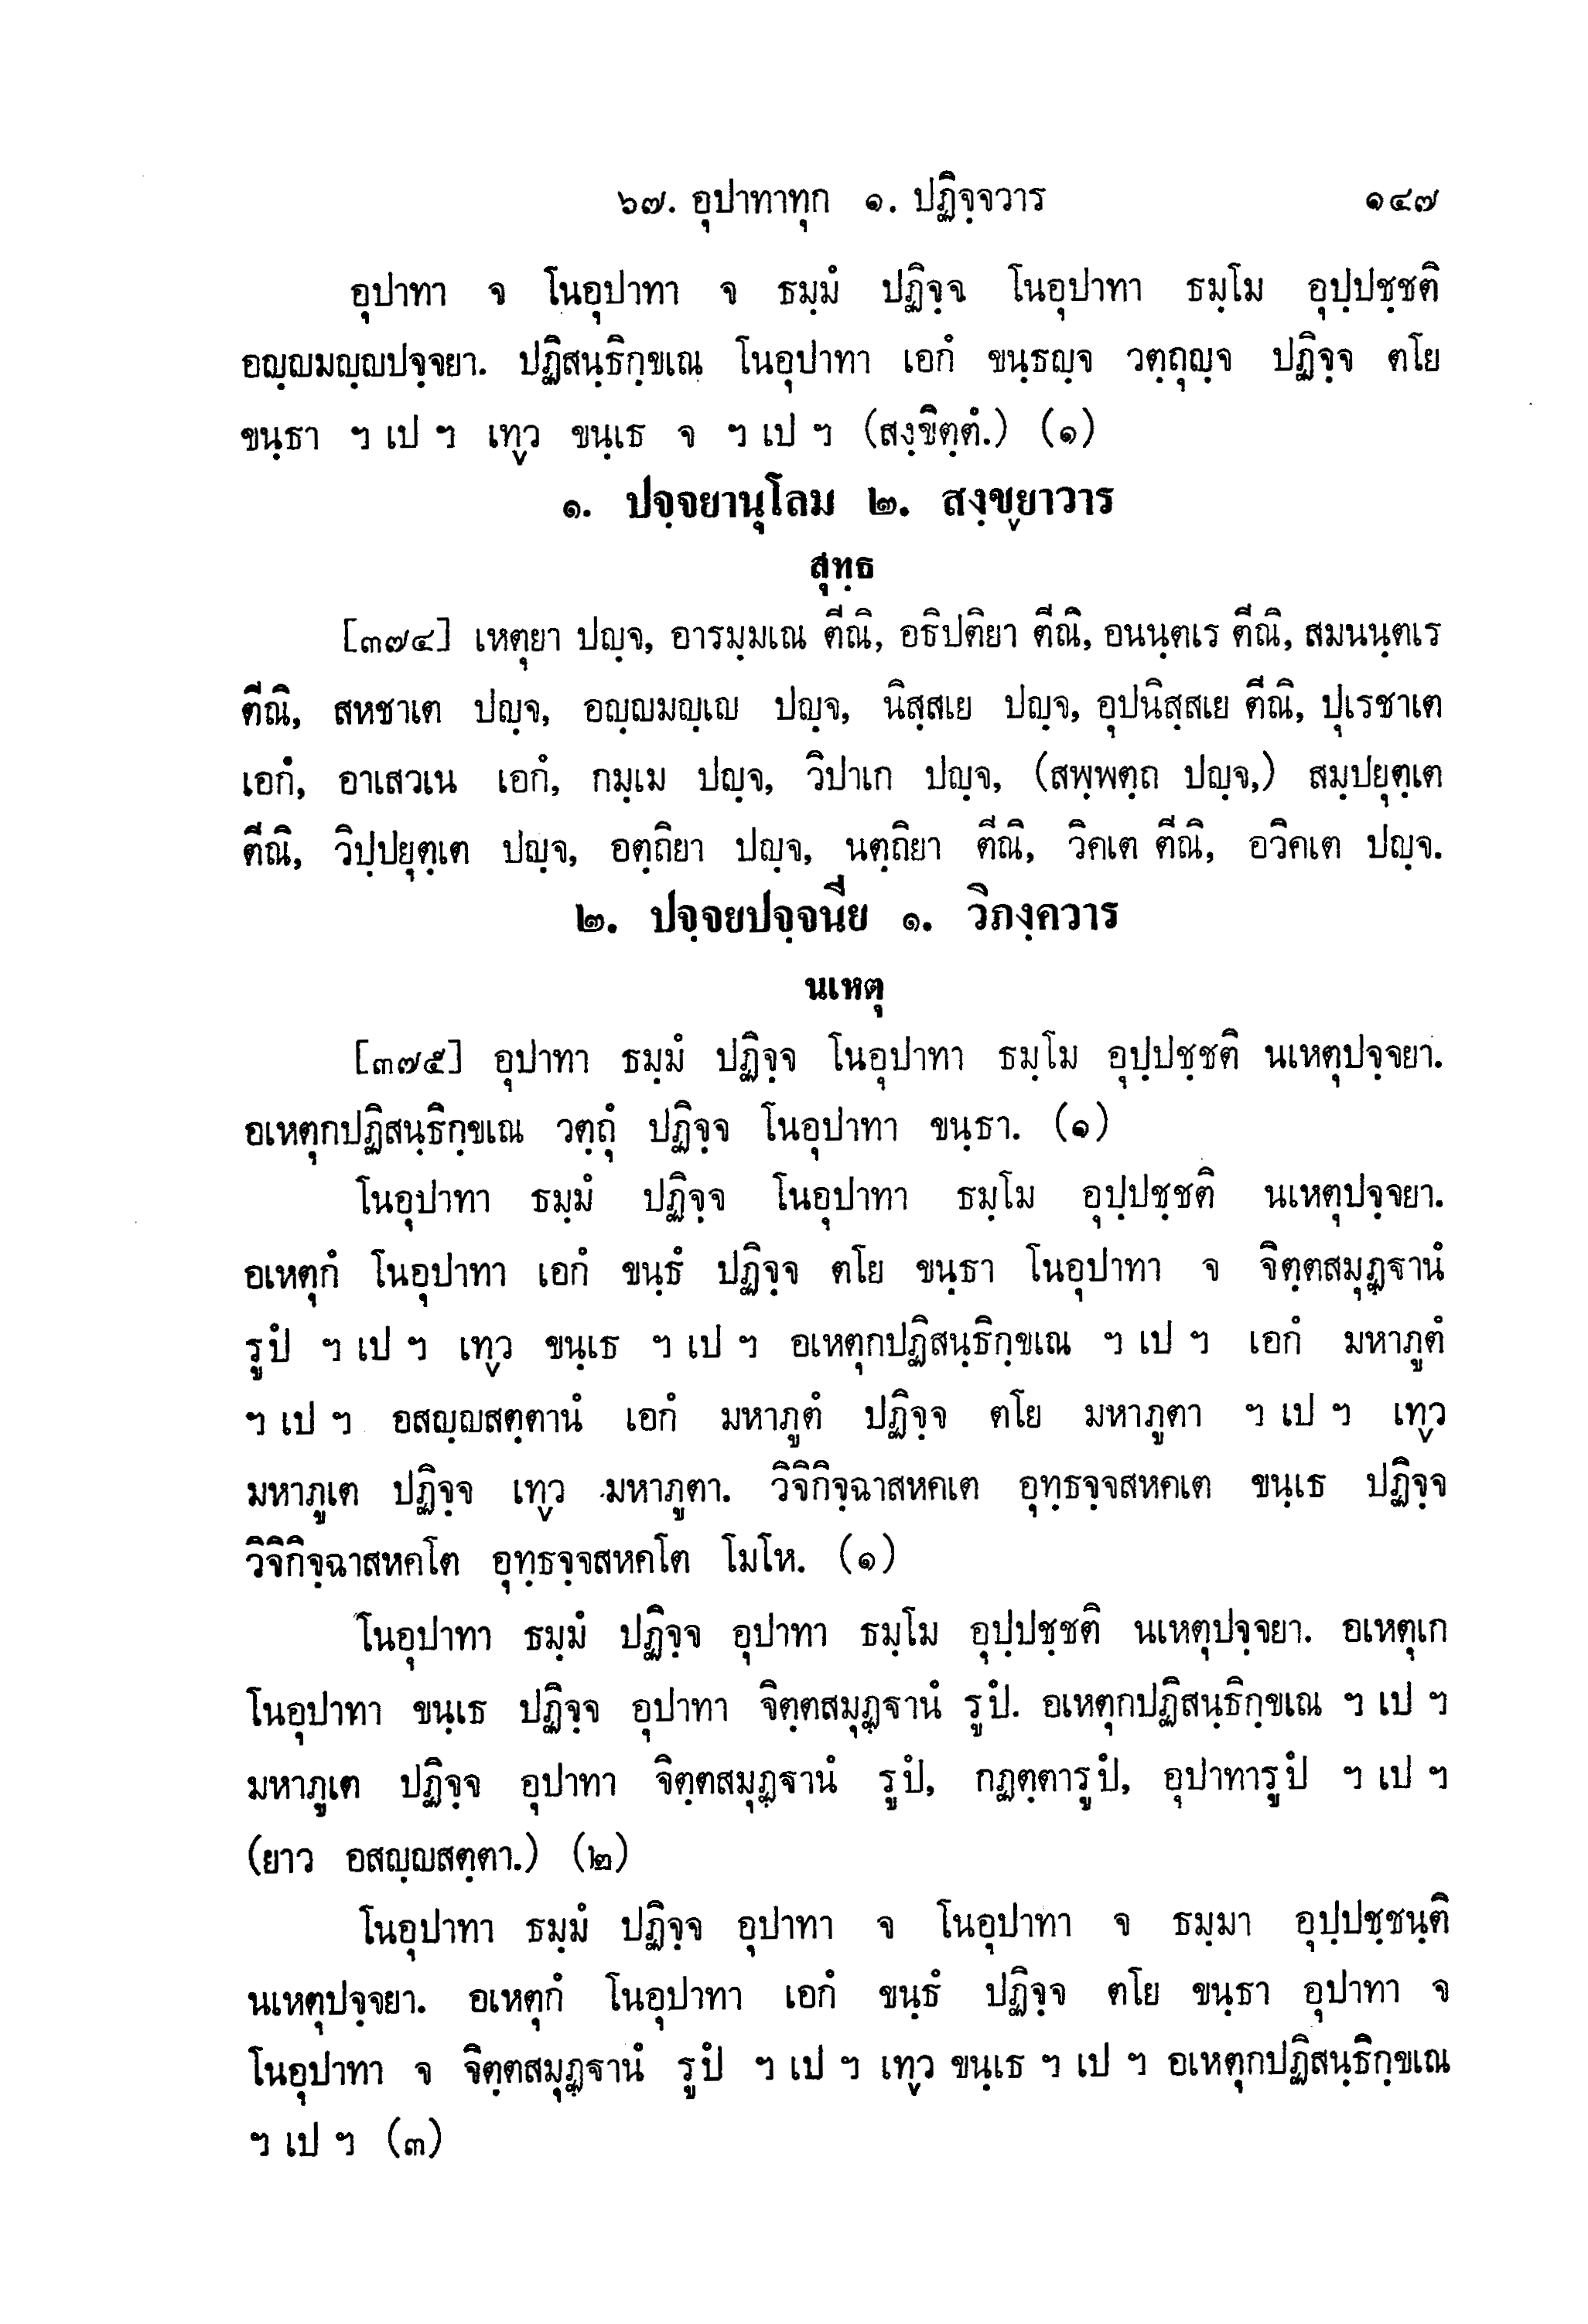 ๖๗. อุปาทาทุก ๑. ปฏิจฺจวาร ๑๔๗
อุปาทา จ โนอุปาทา จ ธมฺมํ ปฏิจฺจ โนอุปาทา ธมฺโม อุปฺปชฺชติ
อญฺญมญฺญปจฺจยา. ปฏิสนฺธิกฺขเณ โนอุปาทา เอกํ ขนฺธญฺจ วตฺถุญฺจ ปฏิจฺจ ตโย
ขนฺธา ฯ เป ฯ เทฺว ขนฺเธ จ ฯ เป ฯ (สงฺขิตฺตํ.) (๑)
๑. ปจฺจยานุโลม ๒. สงฺขฺยาวาร
สุทฺธ
[๓๗๔] เหตุยา ปญฺจ, อารมฺมเณ ตีณิ, อธิปติยา ตีณิ, อนนฺตเร ตีณิ, สมนนฺตเร
ตีณิ, สหชาเต ปญฺจ, อญฺญมญฺเญ ปญฺจ, นิสฺสเย ปญฺจ, อุปนิสฺสเย ตีณิ, ปุเรชาเต
เอกํ, อาเสวเน เอกํ, กมฺเม ปญฺจ, วิปาเก ปญฺจ, (สพฺพตฺถ ปญฺจ,) สมฺปยุตฺเต
ตีณิ, วิปฺปยุตฺเต ปญฺจ, อตฺถิยา ปญฺจ, นตฺถิยา ตีณิ, วิคเต ตีณิ, อวิคเต ปญฺจ.
๒. ปจฺจยปจฺจนีย ๑. วิภงฺควาร
นเหตุ
[๓๗๕] อุปาทา ธมฺมํ ปฏิจฺจ โนอุปาทา ธมฺโม อุปฺปชฺชติ นเหตุปจฺจยา.
อเหตุกปฏิสนฺธิกฺขเณ วตฺถุํ ปฏิจฺจ โนอุปาทา ขนฺธา. (๑)
โนอุปาทา ธมฺมํ ปฏิจฺจ โนอุปาทา ธมฺโม อุปฺปชฺชติ นเหตุปจฺจยา.
อเหตุกํ โนอุปาทา เอกํ ขนฺธํ ปฏิจฺจ ตโย ขนฺธา โนอุปาทา จ จิตฺตสมุฏฺฐานํ
รูปํ ฯ เป ฯ เทฺว ขนฺเธ ฯ เป ฯ อเหตุกปฏิสนฺธิกฺขเณ ฯ เป ฯ เอกํ มหาภูตํ
ฯ เป ฯ อสญฺญสตฺตานํ เอกํ มหาภูตํ ปฏิจฺจ ตโย มหาภูตา ฯ เป ฯ เทฺว
มหาภูเต ปฏิจฺจ เทฺว มหาภูตา. วิจิกิจฺฉาสหคเต อุทฺธจฺจสหคเต ขนฺเธ ปฏิจฺจ
วิจิกิจฺฉาสหคโต อุทฺธจฺจสหคโต โมโห. (๑)
โนอุปาทา ธมฺมํ ปฏิจฺจ อุปาทา ธมฺโม อุปฺปชฺชติ นเหตุปจฺจยา. อเหตุเก
โนอุปาทา ขนฺเธ ปฏิจฺจ อุปาทา จิตฺตสมุฏฺฐานํ รูปํ. อเหตุกปฏิสนฺธิกฺขเณ ฯ เป ฯ
มหาภูเต ปฏิจฺจ อุปาทา จิตฺตสมุฏฺฐานํ รูปํ, กฏตฺตารูปํ, อุปาทารูปํ ฯ เป ฯ
(ยาว อสญฺญสตฺตา.) (๒)
โนอุปาทา ธมฺมํ ปฏิจฺจ อุปาทา จ โนอุปาทา จ ธมฺมา อุปฺปชฺชนฺติ
นเหตุปจฺจยา. อเหตุกํ โนอุปาทา เอกํ ขนฺธํ ปฏิจฺจ ตโย ขนฺธา อุปาทา จ
โนอุปาทา จ จิตฺตสมุฏฺฐานํ รูปํ ฯ เป ฯ เทฺว ขนฺเธ ฯ เป ฯ อเหตุกปฏิสนฺธิกฺขเณ
ฯ เป ฯ (๓)